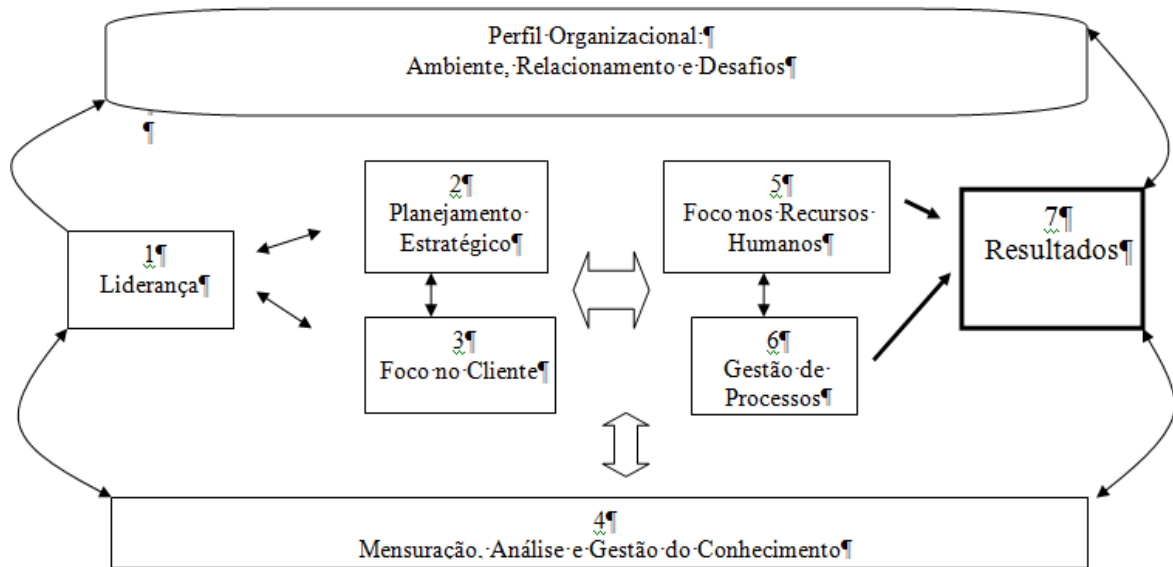 Perfil Organizacional:¶
Ambiente, Relacionamento e Desafios¶
¶
¶
1¶
Liderança¶
2¶
Planejamento
Estratégico¶
3¶
Foco no Cliente¶
5¶
Foco nos Recursos
Humanos¶
6¶
Gestão de
Processos¶
7¶
Resultados¶
4¶
Mensuração, Análise e Gestão do Conhecimento¶